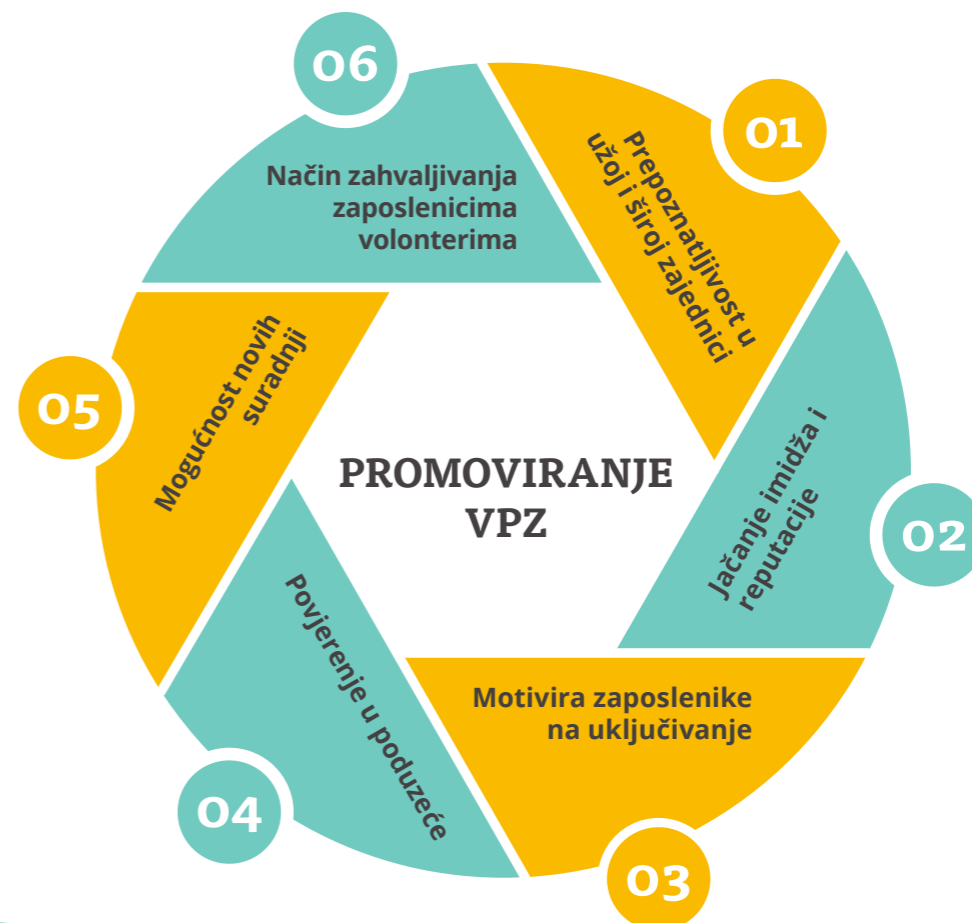 PROMOVIRANJE
VPZ
01
Prepoznatljivost u
užoj i široj zajednici
02
Jačanje imidža i
reputacije
03
Motivira zaposlenike
na uključivanje
04
Povjerenje u poduzeće
05
Mogućnost novih
suradnji
06
Način zahvaljivanja
zaposlenicima
volonterima